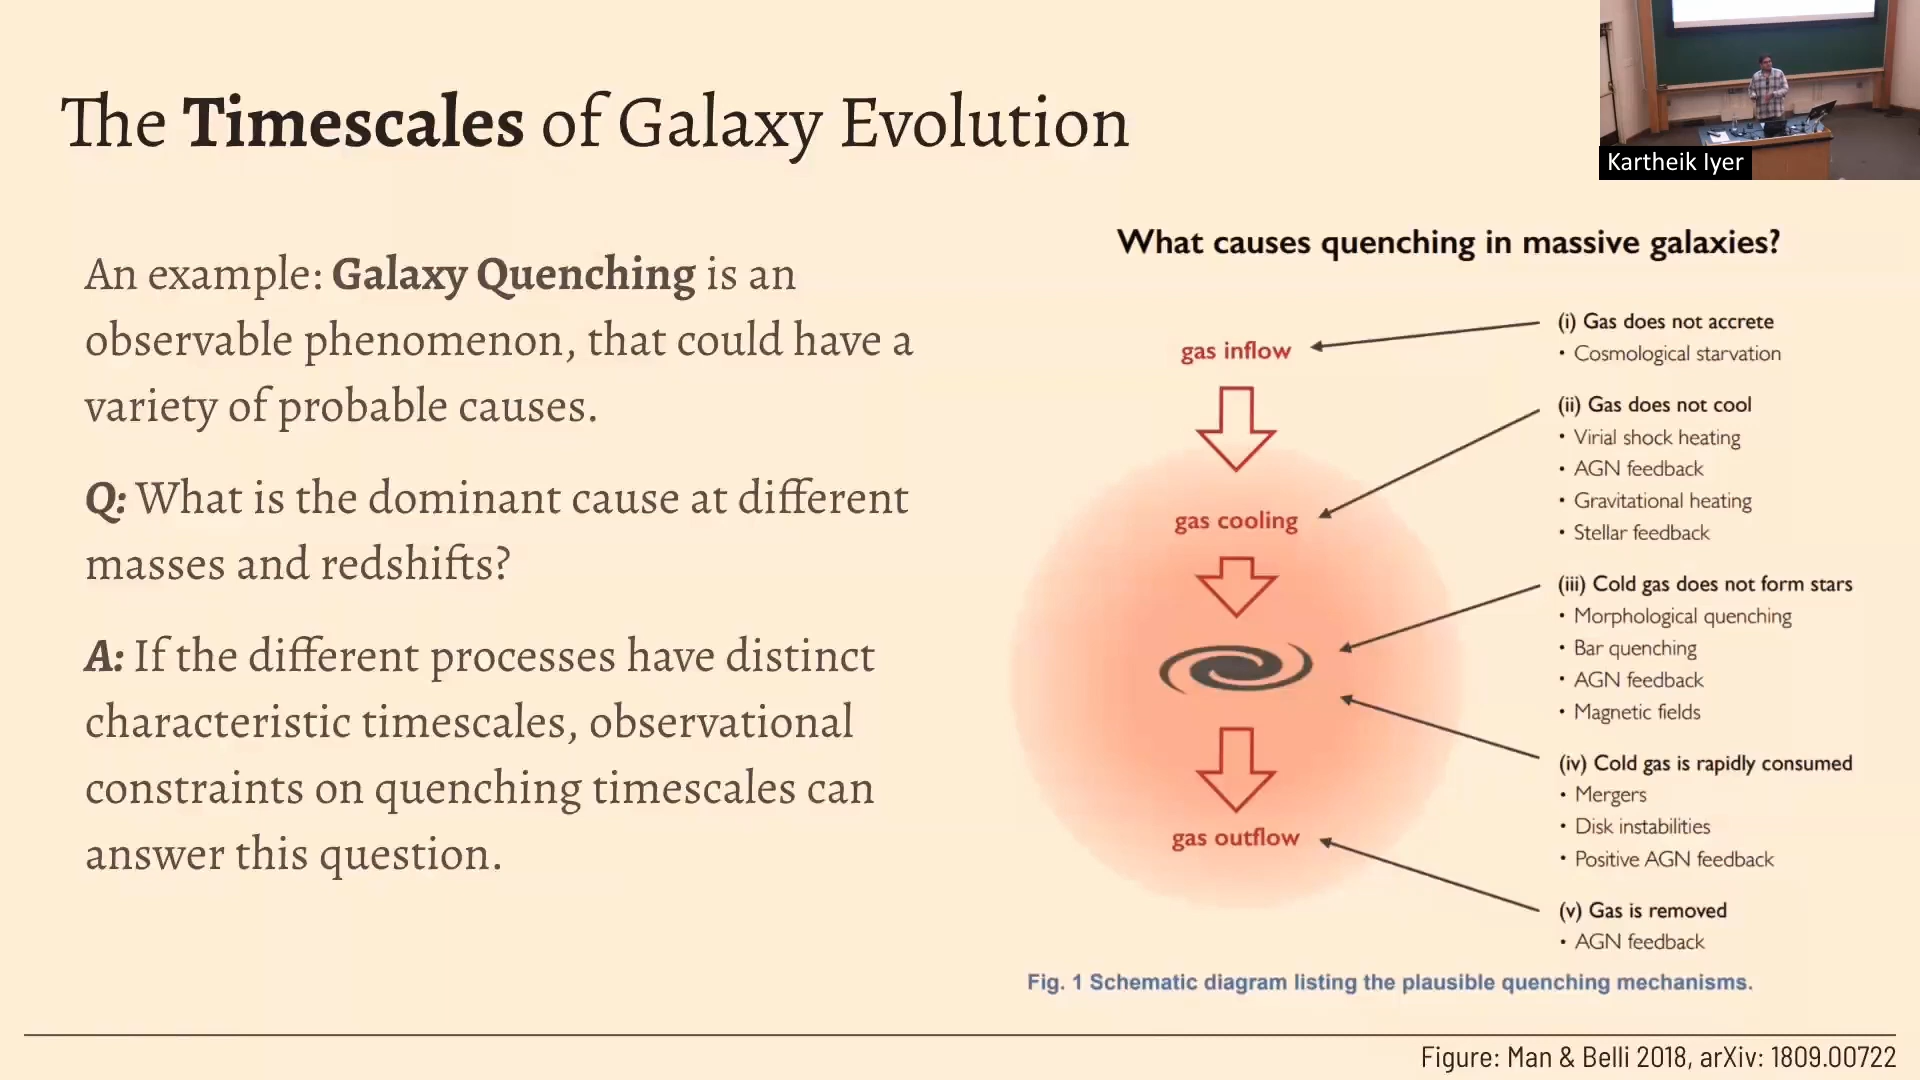 The Timescales of Galaxy Evolution
Kartheik Iyer
An example: Galaxy Quenching is an
observable phenomenon, that could have a
variety of probable causes.
Q: What is the dominant cause at different
masses and redshifts?
A: If the different processes have distinct
characteristic timescales, observational
constraints on quenching timescales can
answer this question.
What causes quenching in massive galaxies?
gas inflow
gas cooling
gas outflow
(i) Gas does not accrete
• Cosmological starvation
(ii) Gas does not cool
• Virial shock heating
• AGN feedback
• Gravitational heating
• Stellar feedback
(iii) Cold gas does not form stars
• Morphological quenching
• Bar quenching
• AGN feedback
• Magnetic fields
(iv) Cold gas is rapidly consumed
• Mergers
• Disk instabilities
• Positive AGN feedback
(v) Gas is removed
• AGN feedback
Fig. 1 Schematic diagram listing the plausible quenching mechanisms.
Figure: Man & Belli 2018, arXiv: 1809.00722